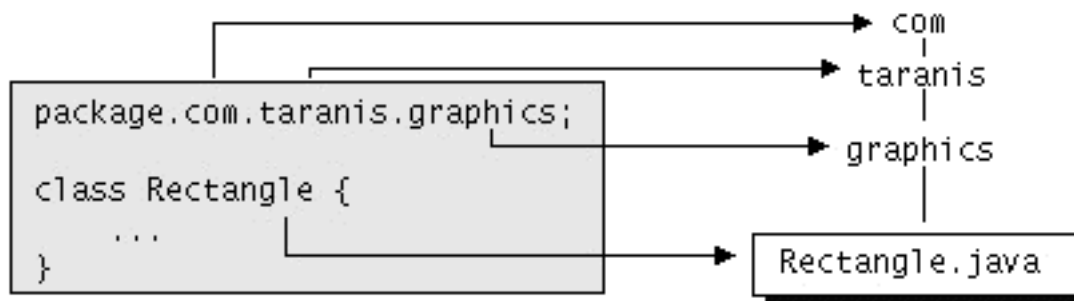 com
taranis
package.com.taranis.graphics;
graphics
class Rectangle {
...
}
Rectangle.java